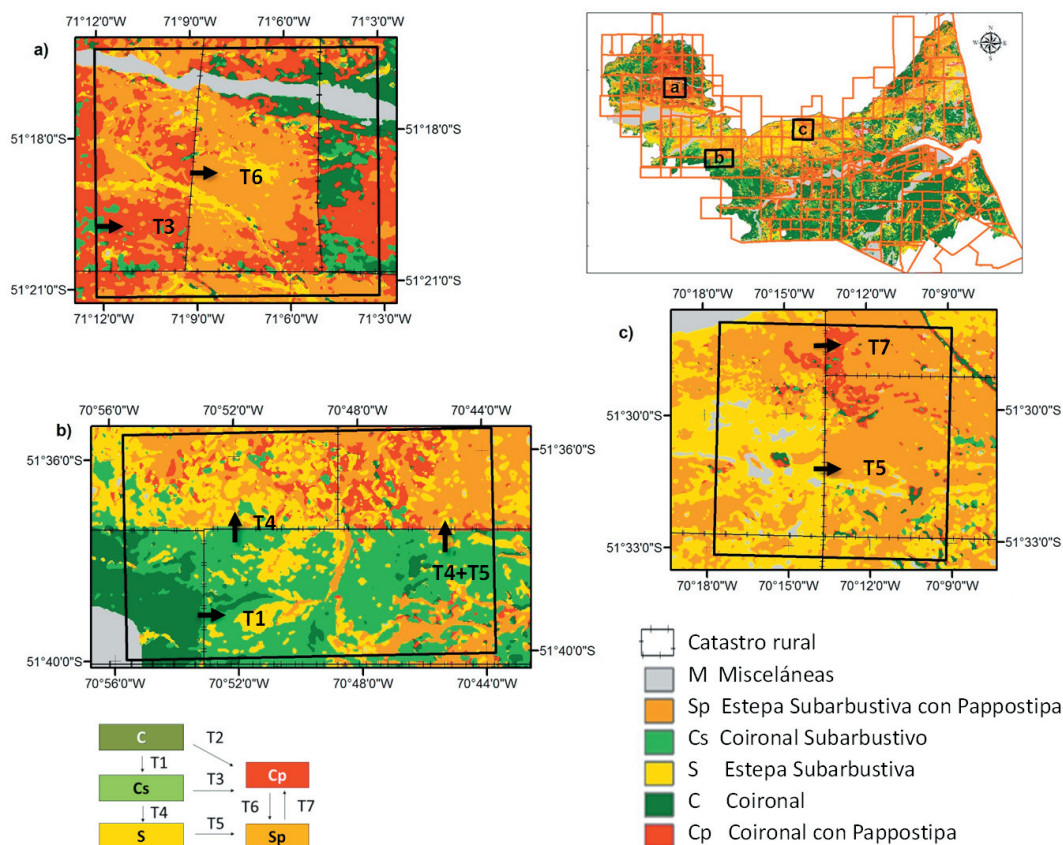 a)
71°12'0"W 71°9'0"W 71°6'0"W 71°3'0"W
51°18'0"S 51°18'0"S
T6
T3
51°21'0"S 51°21'0"S
71°12'0"W 71°9'0"W 71°6'0"W 71°3'0"W
N
W E
S
a
c
b
70°18'0"W 70°15'0"W 70°12'0"W 70°9'0"W
c)
T7
51°30'0"S 51°30'0"S
T5
51°33'0"S 51°33'0"S
70°18'0"W 70°15'0"W 70°12'0"W 70°9'0"W
b)
70°56'0"W 70°52'0"W 70°48'0"W 70°44'0"W
51°36'0"S 51°36'0"S
T4
T4+T5
T1
51°40'0"S 51°40'0"S
70°56'0"W 70°52'0"W 70°48'0"W 70°44'0"W
C T2
T1
Cs T3 Cp
T4 T6 T7
S T5 Sp
Catastro rural
M Misceláneas
Sp Estepa Subarbustiva con Pappostipa
Cs Coironal Subarbustivo
S Estepa Subarbustiva
C Coironal
Cp Coironal con Pappostipa